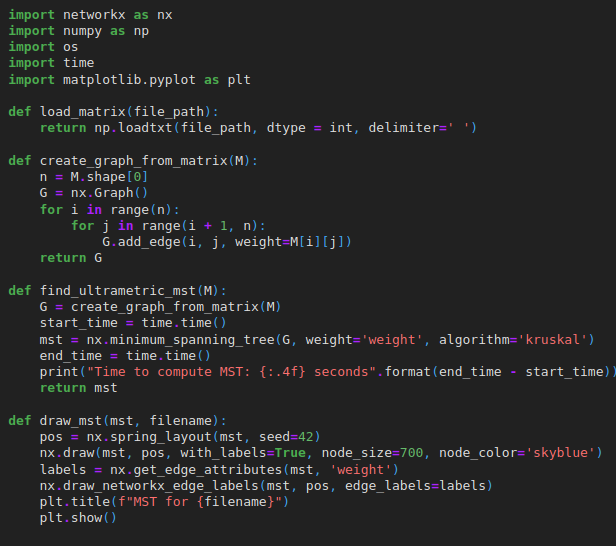 import networkx as nx
import numpy as np
import os
import time
import matplotlib.pyplot as plt

def load_matrix(file_path):
    return np.loadtxt(file_path, dtype = int, delimiter=' ')

def create_graph_from_matrix(M):
    n = M.shape[0]
    G = nx.Graph()
    for i in range(n):
        for j in range(i + 1, n):
            G.add_edge(i, j, weight=M[i][j])
    return G

def find_ultrametric_mst(M):
    G = create_graph_from_matrix(M)
    start_time = time.time()
    mst = nx.minimum_spanning_tree(G, weight='weight', algorithm='kruskal')
    end_time = time.time()
    print("Time to compute MST: {:.4f} seconds".format(end_time - start_time))
    return mst

def draw_mst(mst, filename):
    pos = nx.spring_layout(mst, seed=42)
    nx.draw(mst, pos, with_labels=True, node_size=700, node_color='skyblue')
    labels = nx.get_edge_attributes(mst, 'weight')
    nx.draw_networkx_edge_labels(mst, pos, edge_labels=labels)
    plt.title(f"MST for {filename}")
    plt.show()